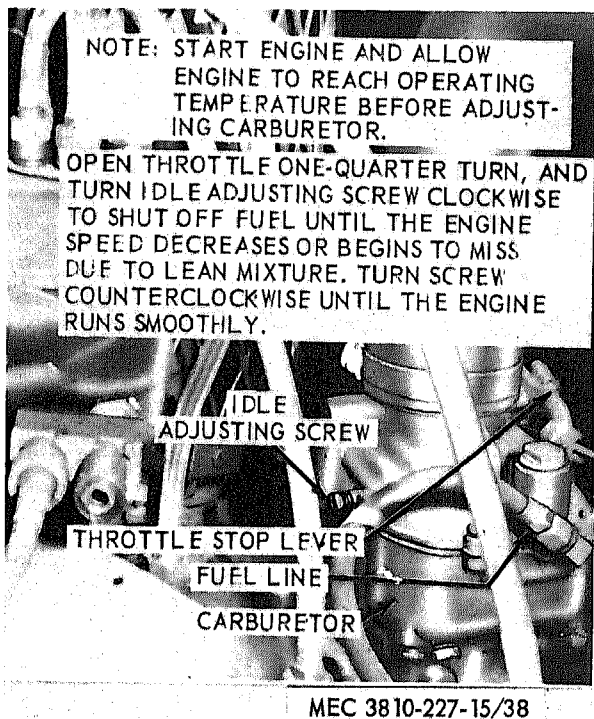 NOTE: START ENGINE AND ALLOW
ENGINE TO REACH OPERATING
TEMPERATURE BEFORE ADJUST-
ING CARBURETOR.
OPEN THROTTLE ONE-QUARTER TURN, AND
TURN IDLE ADJUSTING SCREW CLOCKWISE
TO SHUT OFF FUEL UNTIL THE ENGINE
SPEED DECREASES OR BEGINS TO MISS
DUE TO LEAN MIXTURE. TURN SCREW
COUNTERCLOCKWISE UNTIL THE ENGINE
RUNS SMOOTHLY.
IDLE
ADJUSTING SCREW
THROTTLE STOP LEVER
FUEL LINE
CARBURETOR
MEC 3810-227-15/38